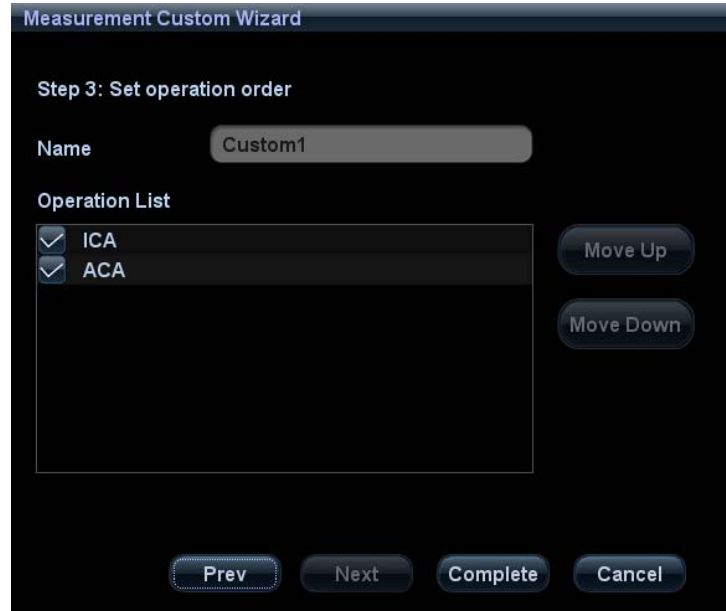 Measurement Custom Wizard
Step 3: Set operation order
Name Custom1
Operation List
ICA
ACA
Move Up
Move Down
Prev Next Complete Cancel